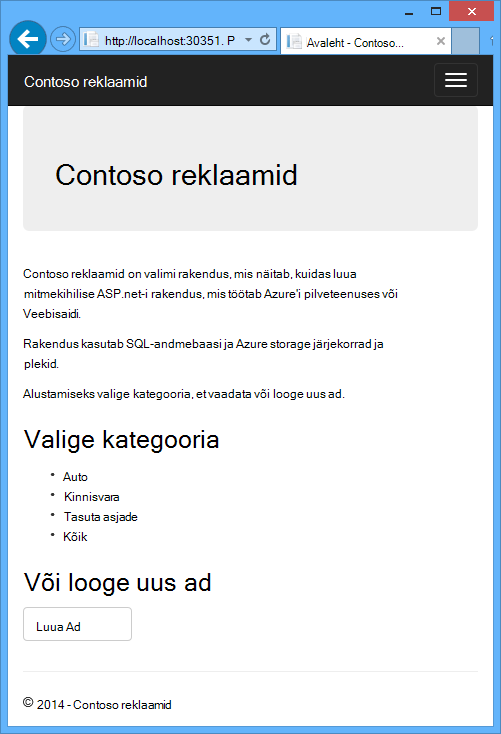 http://localhost:30351. P
Avaleht - Contoso...
Contoso reklaamid
Contoso reklaamid
Contoso reklaamid on valimi rakendus, mis näitab, kuidas luua
mitmekihilise ASP.net-i rakendus, mis töötab Azure'i pilveteenuses või
Veebisaidi.
Rakendus kasutab SQL-andmebaasi ja Azure storage järjekorrad ja
plekid.
Alustamiseks valige kategooria, et vaadata või looge uus ad.
Valige kategooria
• Auto
• Kinnisvara
• Tasuta asjade
• Kõik
Või looge uus ad
Luua Ad
© 2014 - Contoso reklaamid